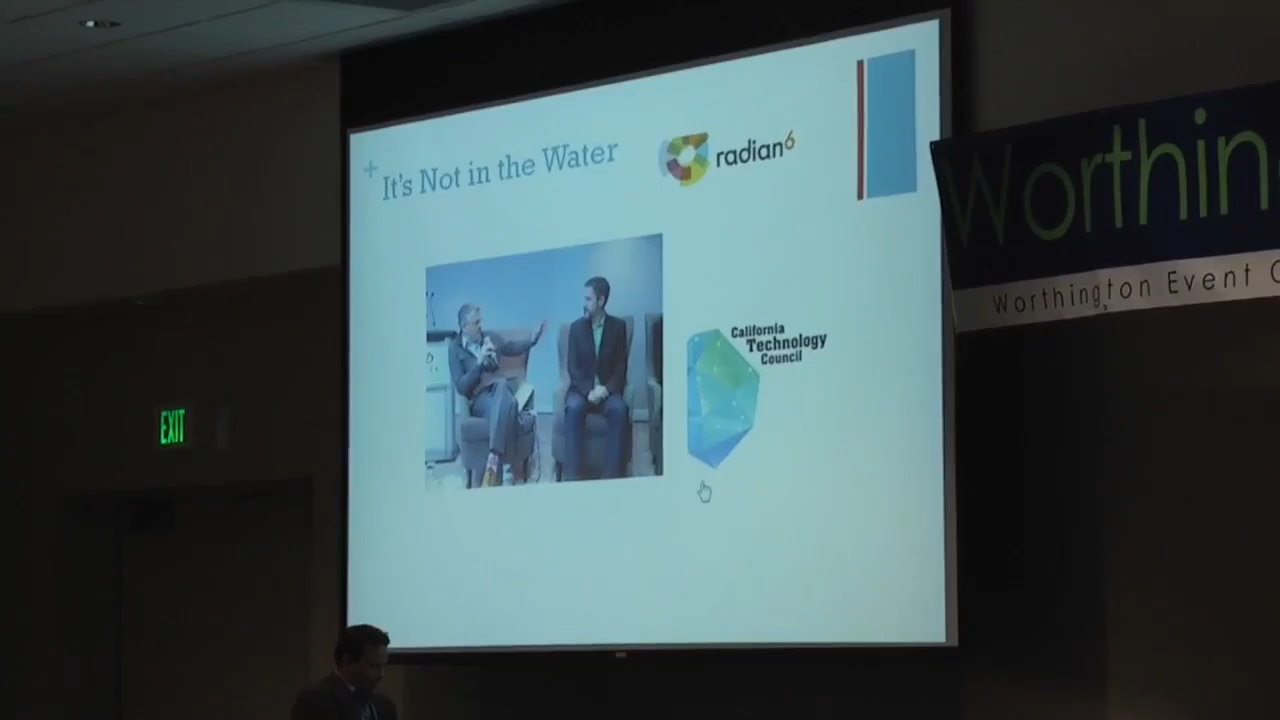 It's Not in the Water
radian6
California
Technology
Council
EXIT
Worthin
Worthington Event C